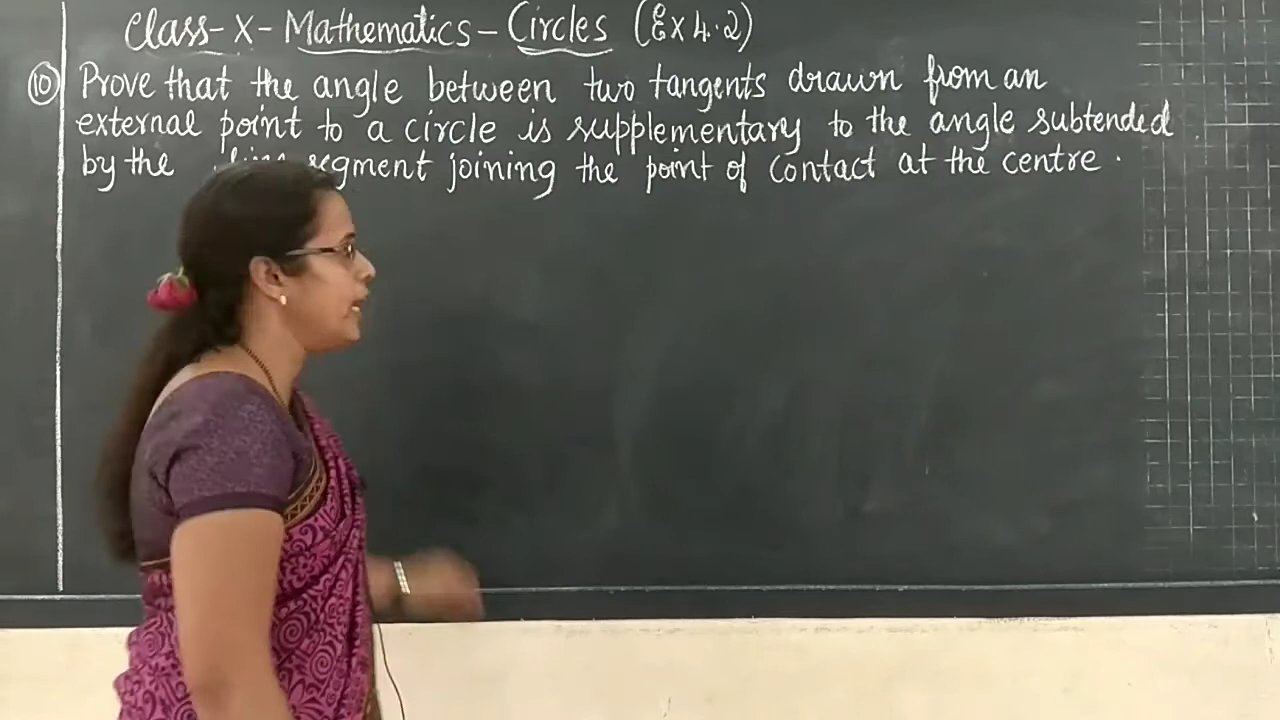 Class-X-Mathematics-Circles (Ex 4.2)
10 Prove that the angle between two tangents drawn from an
external point to a circle is supplementary to the angle subtended
by the line segment joining the point of contact at the centre.